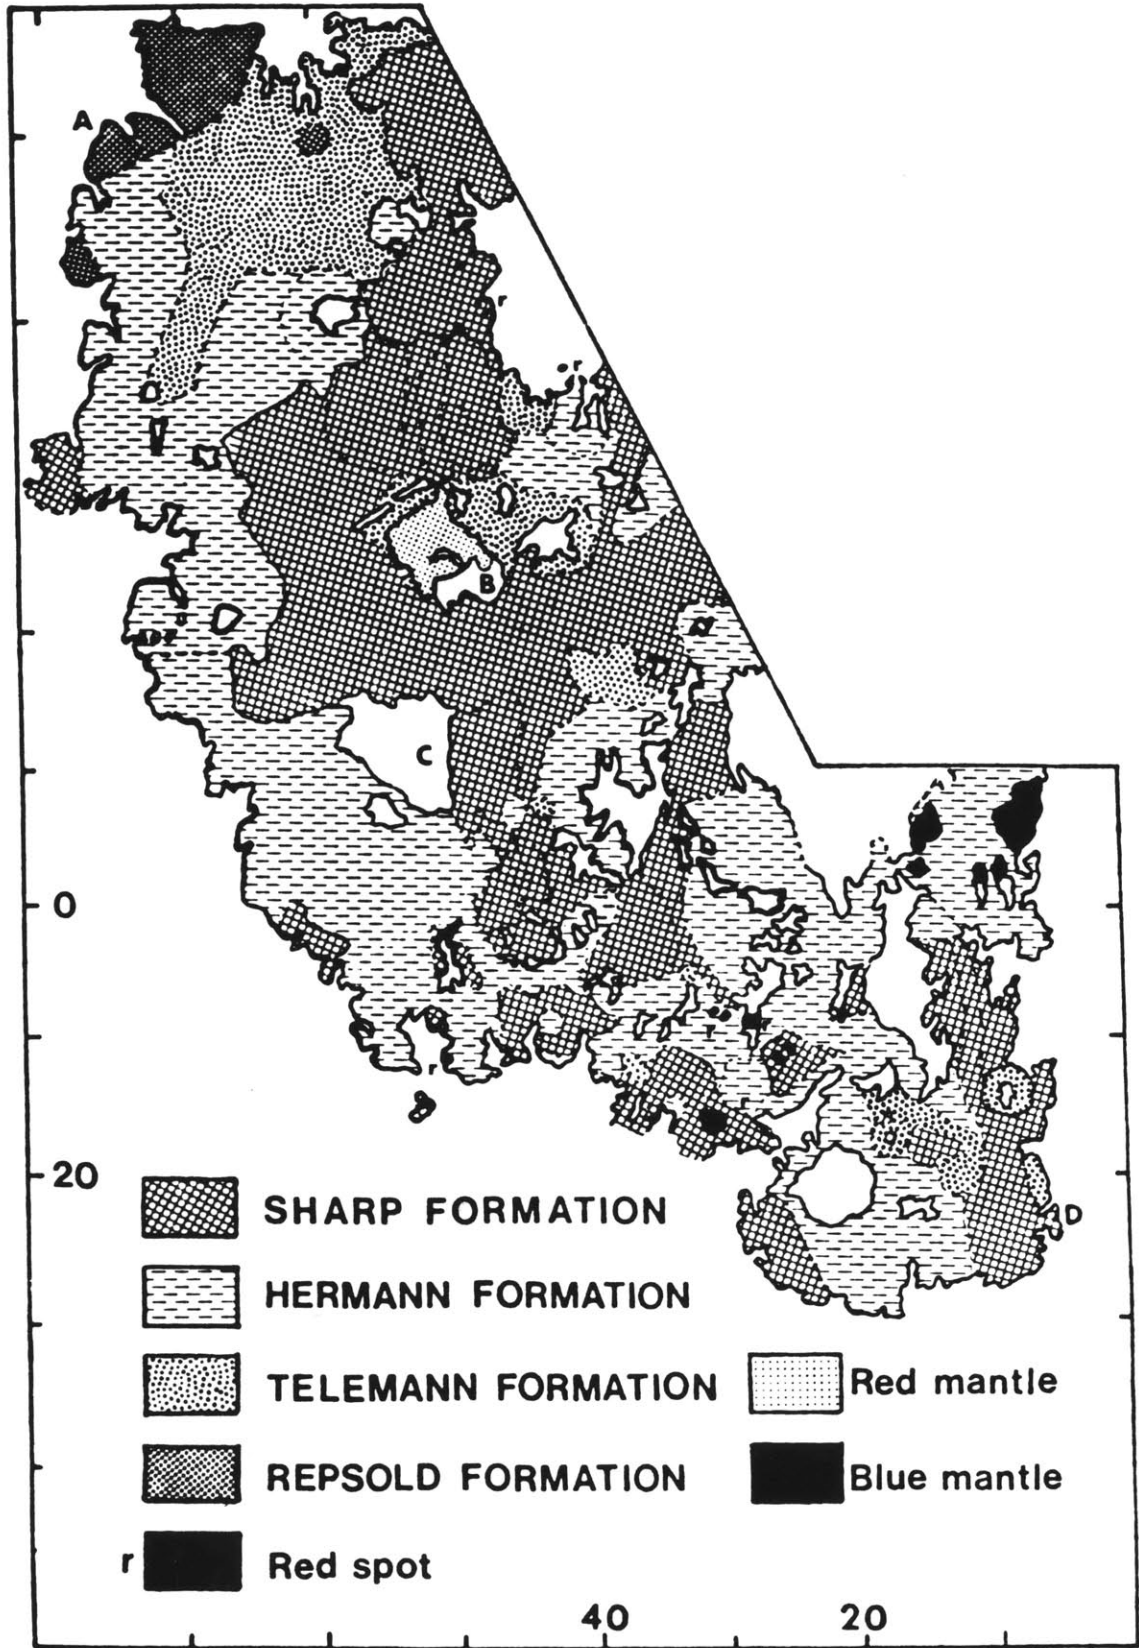 A
r
r
B
C
0
r
r
r
20
D
SHARP FORMATION
HERMANN FORMATION
TELEMANN FORMATION
Red mantle
REPSOLD FORMATION
Blue mantle
r
Red spot
40
20